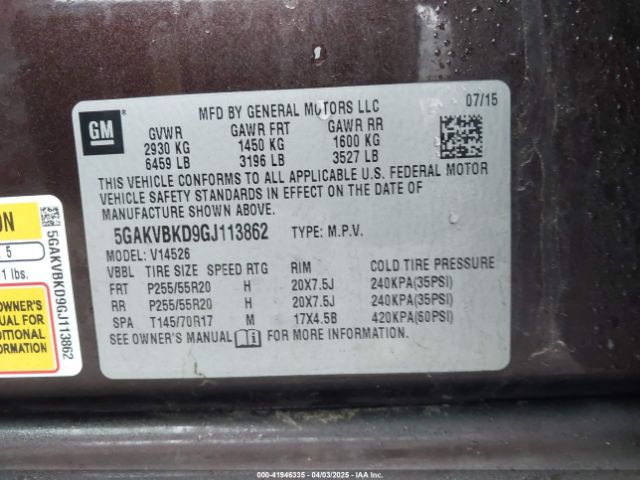 MFD BY GENERAL MOTORS LLC 07/15
GM
GVWR GAWR FRT GAWR RR
2930 KG 1450 KG 1600 KG
6459 LB 3196 LB 3527 LB
THIS VEHICLE CONFORMS TO ALL APPLICABLE U.S. FEDERAL MOTOR
VEHICLE SAFETY STANDARDS IN EFFECT ON THE DATE OF
MANUFACTURE SHOWN ABOVE.
5GAKVBKD9GJ113862 TYPE: M.P.V.
MODEL: V14526
VBBL TIRE SIZE SPEED RTG RIM COLD TIRE PRESSURE
FRT P255/55R20 H 20X7.5J 240KPA(35PSI)
RR P255/55R20 H 20X7.5J 240KPA(35PSI)
SPA T145/70R17 M 17X4.5B 420KPA(60PSI)
SEE OWNER'S MANUAL FOR MORE INFORMATION.
ON
5
1 lbs.
OWNER'S
UAL FOR
DITIONAL
ORMATION
5GAKVBKD9GJ113862
000-41946335 - 04/03/2025 - IAAI.COM